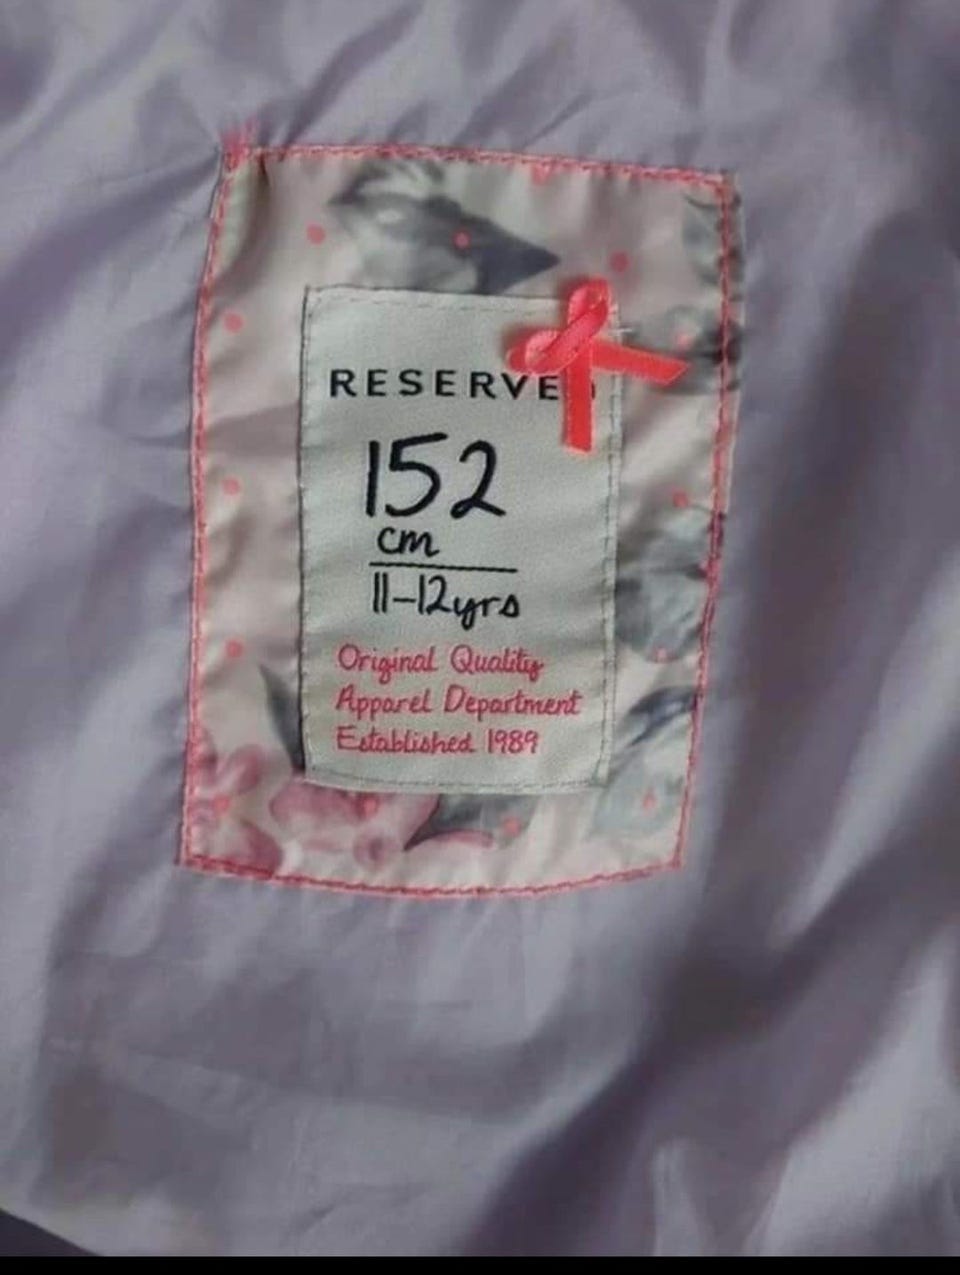 RESERVED
152
cm
11-12yrs
Original Quality
Apparel Department
Established 1989